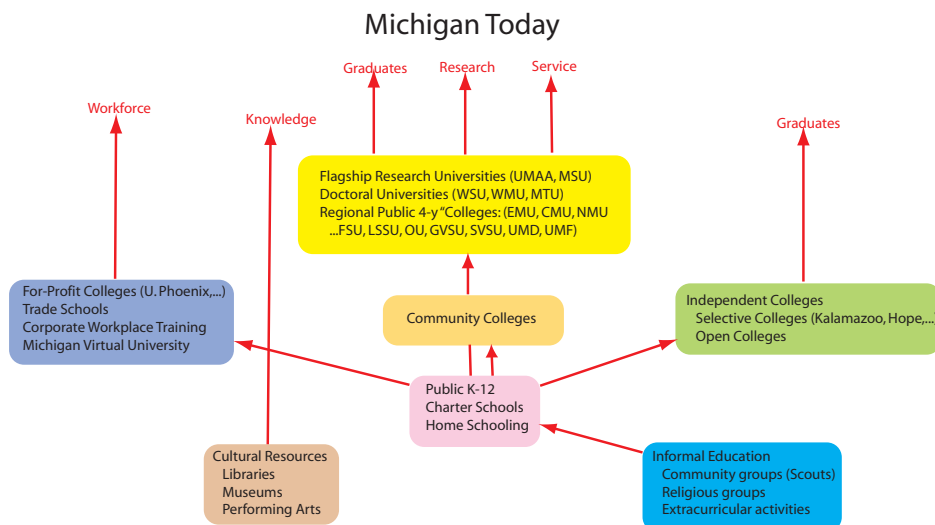 Michigan Today
Graduates
Research
Service
Workforce
Knowledge
Graduates
Flagship Research Universities (UMAA, MSU)
Doctoral Universities (WSU, WMU, MTU)
Regional Public 4-y “Colleges: (EMU, CMU, NMU
...FSU, LSSU, OU, GVSU, SVSU, UMD, UMF)
For-Profit Colleges (U. Phoenix,...)
Trade Schools
Corporate Workplace Training
Michigan Virtual University
Community Colleges
Independent Colleges
Selective Colleges (Kalamazoo, Hope,...)
Open Colleges
Public K-12
Charter Schools
Home Schooling
Cultural Resources
Libraries
Museums
Performing Arts
Informal Education
Community groups (Scouts)
Religious groups
Extracurricular activities